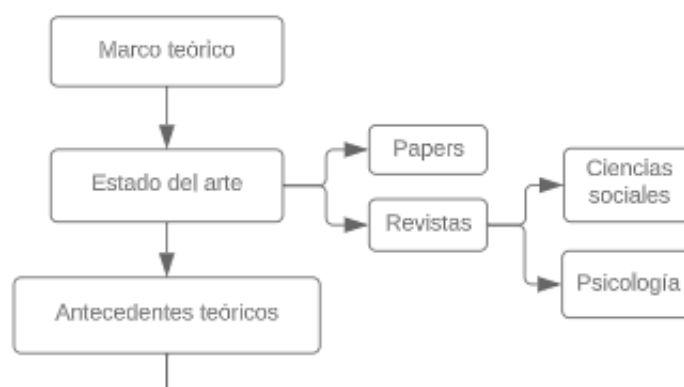 Marco teórico
Estado del arte
Papers
Revistas
Ciencias
sociales
Psicología
Antecedentes teóricos